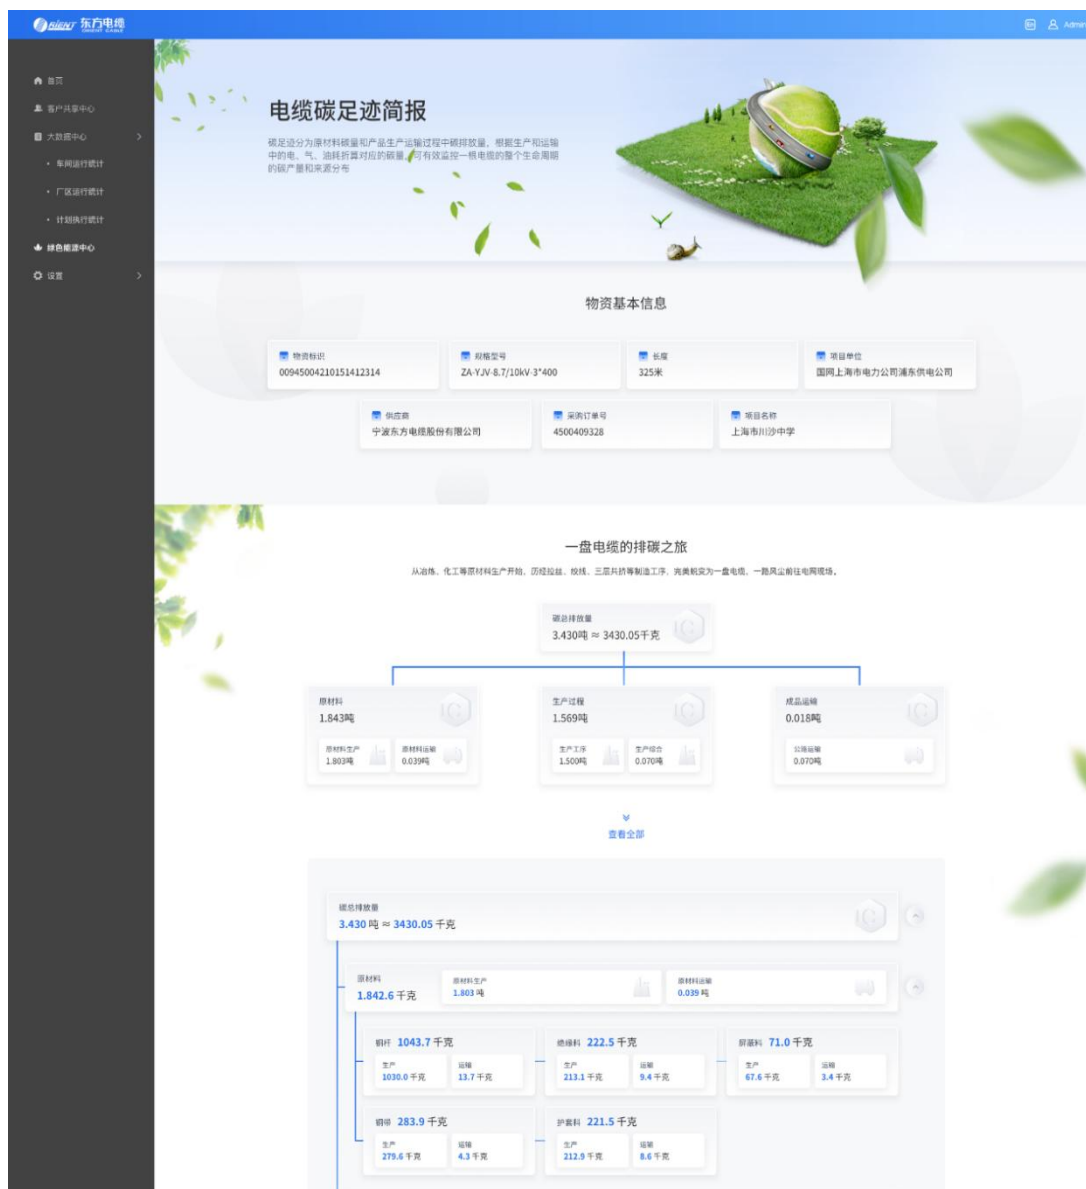 ORIENT 东方电缆
ORIENT CABLE
En
Admin
首页
客户共享中心
大数据中心
车间运行统计
厂区运行统计
计划执行统计
绿色能源中心
设置
电缆碳足迹简报
碳足迹分为原材料碳量和产品生产运输过程中碳排放量，根据生产和运输
中的电、气、油耗折算对应的碳量，可有效监控一根电缆的整个生命周期
的碳产量和来源分布
物资基本信息
物资标识
00945004210151412314
规格型号
ZA-YJV-8.7/10kV-3*400
长度
325米
项目单位
国网上海市电力公司浦东供电公司
供应商
宁波东方电缆股份有限公司
采购订单号
4500409328
项目名称
上海市川沙中学
一盘电缆的排碳之旅
从冶炼、化工等原材料生产开始，历经拉丝、绞线、三层共挤等制造工序，完美蜕变为一盘电缆，一路风尘前往电网现场。
碳总排放量
3.430吨 ≈ 3430.05千克
原材料
1.843吨
原材料生产
1.803吨
原材料运输
0.039吨
生产过程
1.569吨
生产工序
1.500吨
生产综合
0.070吨
成品运输
0.018吨
公路运输
0.070吨
查看全部
碳总排放量
3.430 吨 ≈ 3430.05 千克
原材料
1.842.6 千克
原材料生产
1.803 吨
原材料运输
0.039 吨
铜杆 1043.7 千克
生产
1030.0 千克
运输
13.7 千克
绝缘料 222.5 千克
生产
213.1 千克
运输
9.4 千克
屏蔽料 71.0 千克
生产
67.6 千克
运输
3.4 千克
铜带 283.9 千克
生产
279.6 千克
运输
4.3 千克
护套料 221.5 千克
生产
212.9 千克
运输
8.6 千克